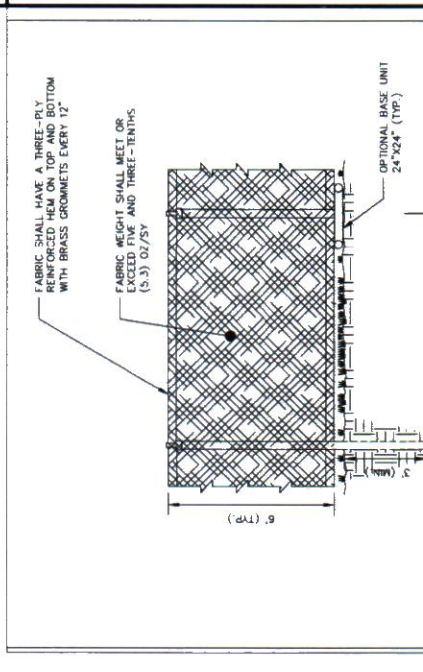 FABRIC SHALL HAVE A THREE-PLY
REINFORCED HEM ON TOP AND BOTTOM
WITH BRASS GROMMETS EVERY 12"
FABRIC WEIGHT SHALL MEET OR
EXCEED FIVE AND THREE-TENTHS
(5.3) OZ/SY
OPTIONAL BASE UNIT
24"X24" (TYP.)
6' (TYP.)
3' (MIN.)